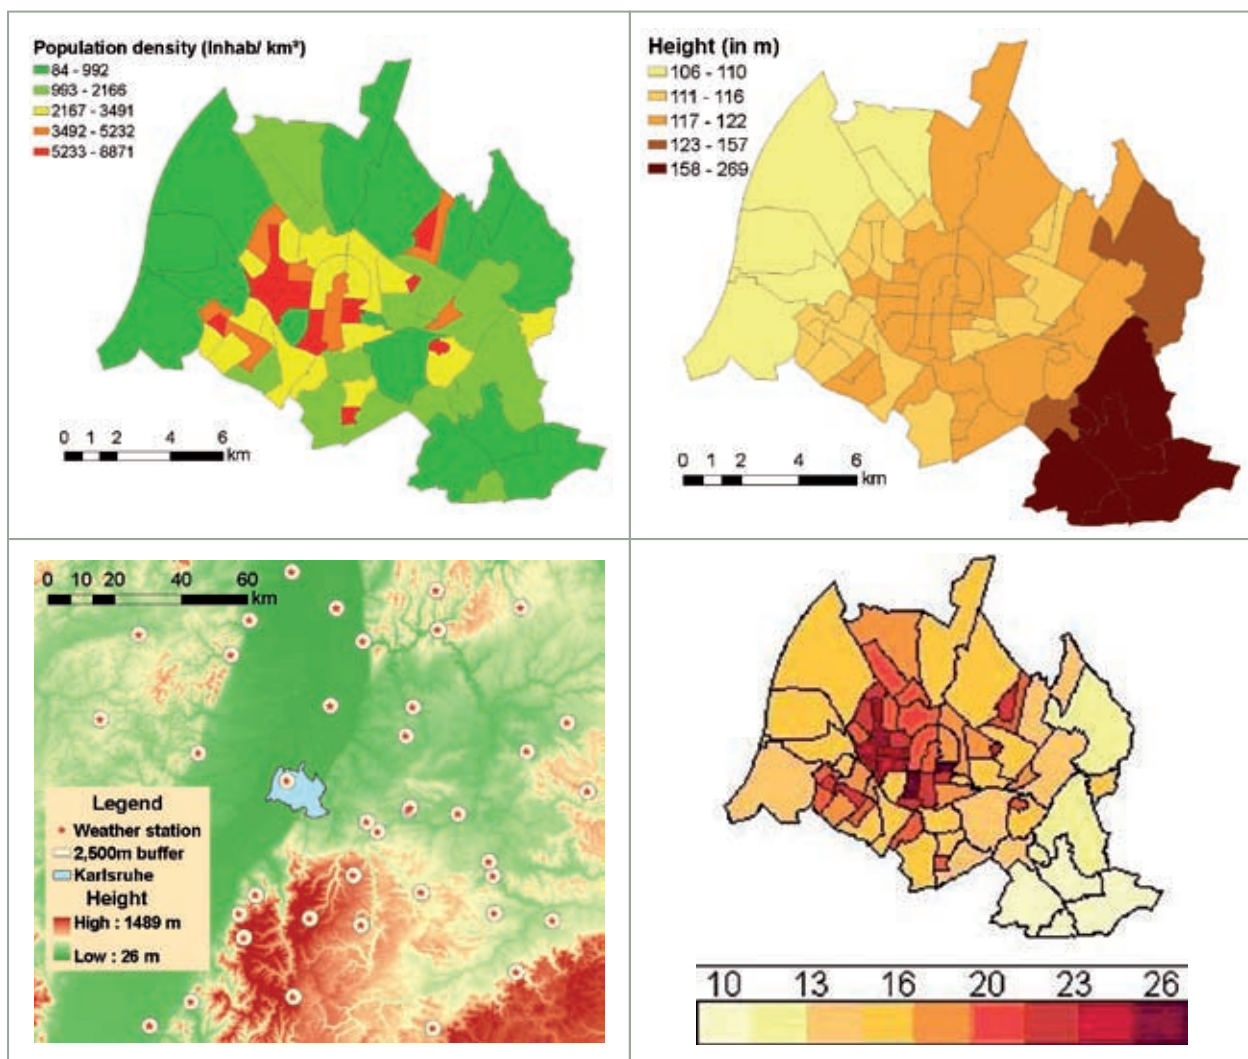 Population density (Inhab/ km²)
84 - 992
993 - 2166
2167 - 3491
3492 - 5232
5233 - 8871
0 1 2 4 6
km
Height (in m)
106 - 110
111 - 116
117 - 122
123 - 157
158 - 269
0 1 2 4 6
km
0 10 20 40 60
km
Legend
Weather station
2,500m buffer
Karlsruhe
Height
High : 1489 m
Low : 26 m
10 13 16 20 23 26